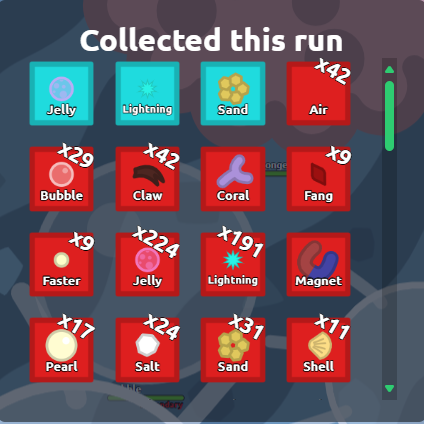 Collected this run
Jelly
Lightning
Sand
x42
Air
x29
Bubble
x42
Claw
Coral
x9
Fang
x9
Faster
x224
Jelly
x191
Lightning
Magnet
x17
Pearl
x24
Salt
x31
Sand
x11
Shell